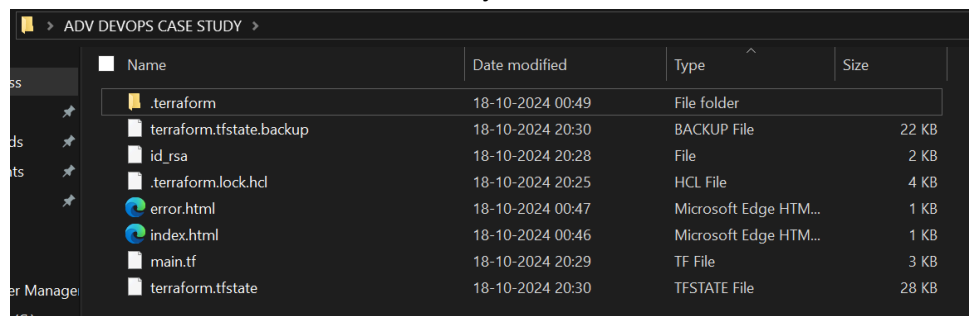 ADV DEVOPS CASE STUDY
Name Date modified Type Size
ss
.terraform 18-10-2024 00:49 File folder
terraform.tfstate.backup 18-10-2024 20:30 BACKUP File 22 KB
ds
id_rsa 18-10-2024 20:28 File 2 KB
its
.terraform.lock.hcl 18-10-2024 20:25 HCL File 4 KB
error.html 18-10-2024 00:47 Microsoft Edge HTM... 1 KB
index.html 18-10-2024 00:46 Microsoft Edge HTM... 1 KB
main.tf 18-10-2024 20:29 TF File 3 KB
er Manage
terraform.tfstate 18-10-2024 20:30 TFSTATE File 28 KB